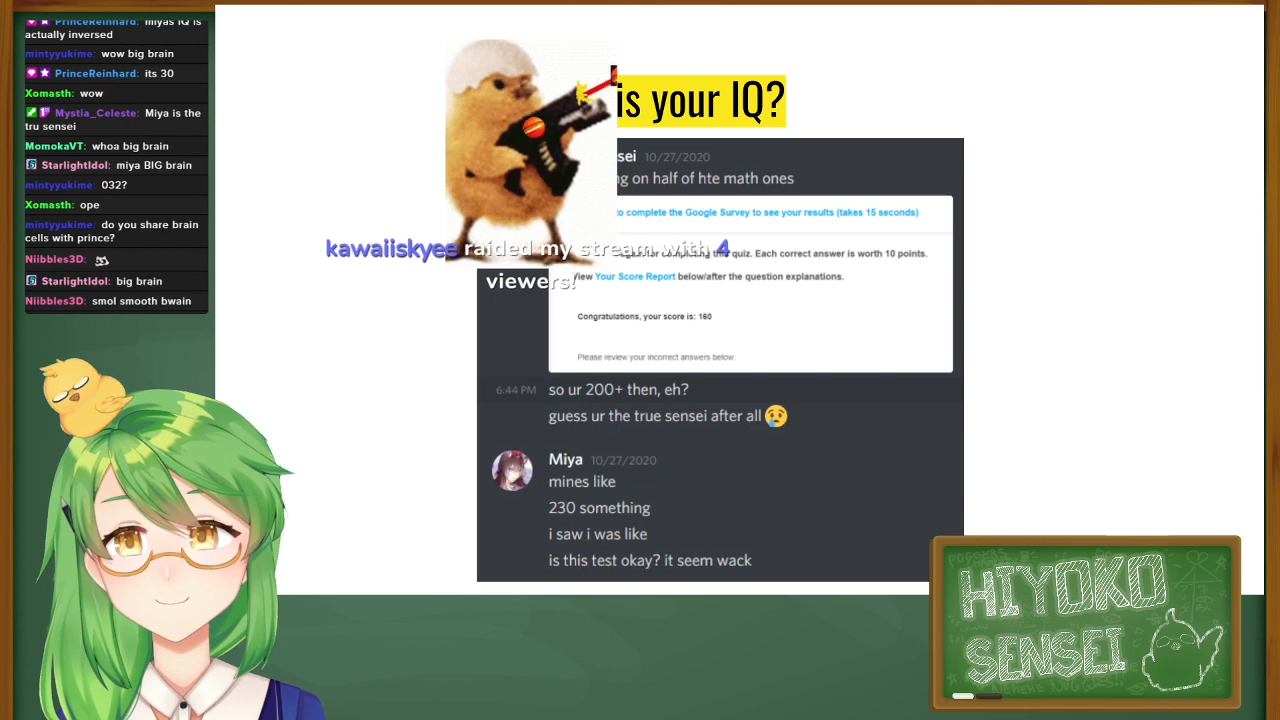 PrinceReinhard: miyas IQ is
actually inversed
mintyyukime: wow big brain
PrinceReinhard: its 30
Xomasth: wow
Mystia_Celeste: Miya is the
tru sensei
MomokaVT: whoa big brain
StarlightIdol: miya BIG brain
mintyyukime: 032?
Xomasth: ope
mintyyukime: do you share brain
cells with prince?
Niibbles3D:
StarlightIdol: big brain
Niibbles3D: smol smooth bwain
is your IQ?
sei 10/27/2020
ng on half of hte math ones
to complete the Google Survey to see your results (takes 15 seconds)
kawaiiskyee raided my stream with 4
viewers!
quiz. Each correct answer is worth 10 points.
View Your Score Report below/after the question explanations.
Congratulations, your score is: 160
Please review your incorrect answers below:
6:44 PM so ur 200+ then, eh?
guess ur the true sensei after all
Miya 10/27/2020
mines like
230 something
i saw i was like
is this test okay? it seem wack
HIYOKO
SENSEI